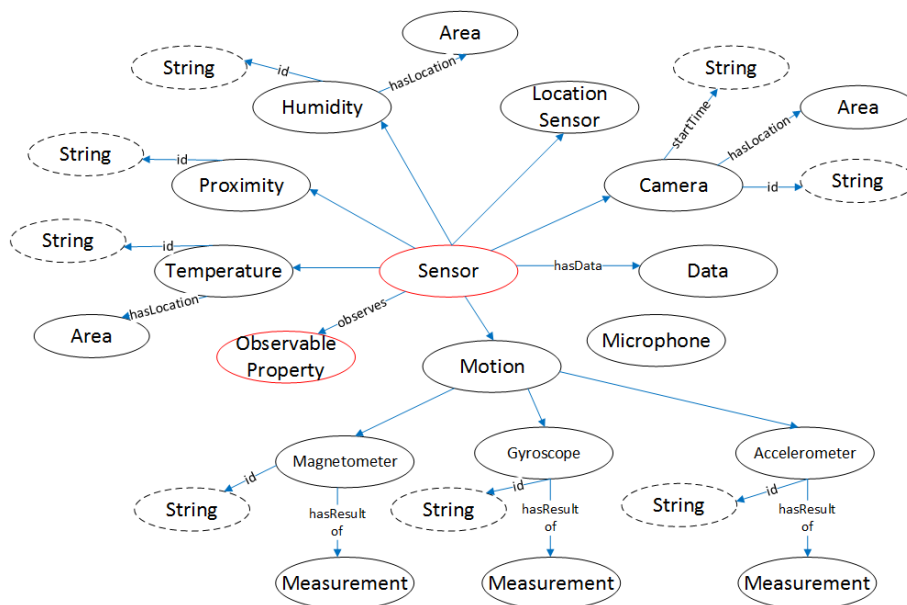 Area
String
id
hasLocation
Humidity
Location
Sensor
String
startTime
hasLocation
Area
String
id
Proximity
Camera
id
String
String
id
Temperature
Sensor
hasData
Data
hasLocation
Area
observes
Observable
Property
Microphone
Motion
Magnetometer
Gyroscope
Accelerometer
id
String
hasResult
of
id
String
hasResult
of
id
String
hasResult
of
Measurement
Measurement
Measurement